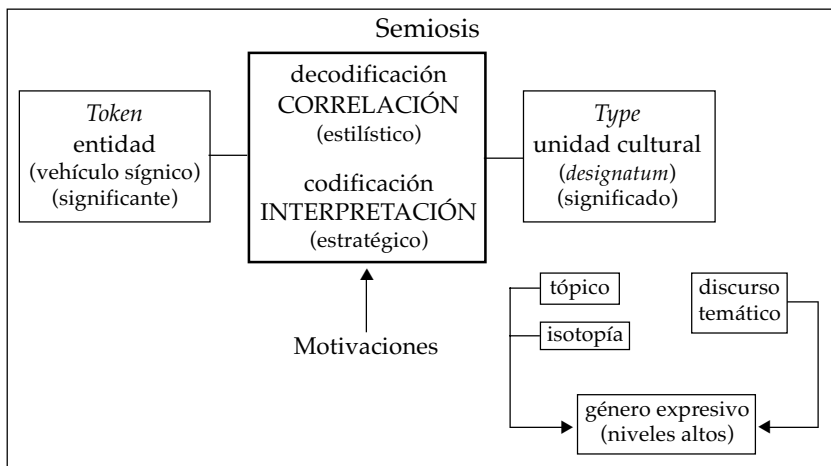 Semiosis
Token
entidad
(vehículo sígnico)
(significante)
decodificación
CORRELACIÓN
(estilístico)
codificación
INTERPRETACIÓN
(estratégico)
Type
unidad cultural
(designatum)
(significado)
Motivaciones
tópico
isotopía
discurso
temático
género expresivo
(niveles altos)